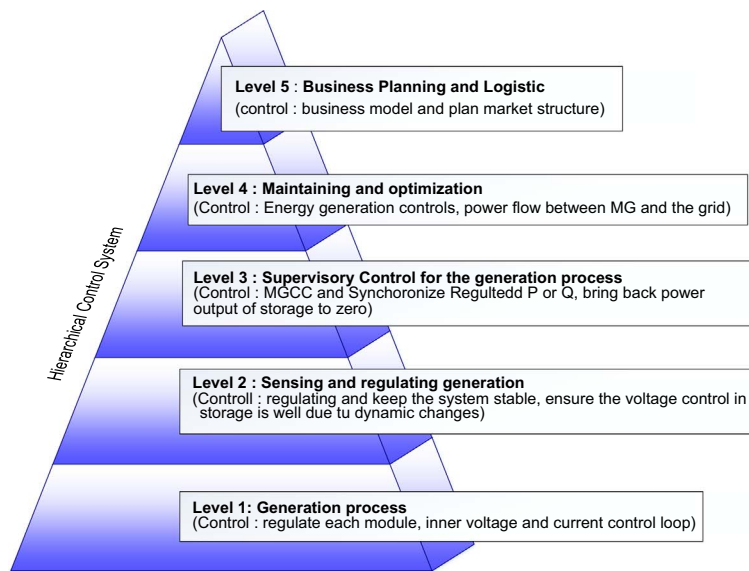 Level 5 : Business Planning and Logistic
(control : business model and plan market structure)
Level 4 : Maintaining and optimization
(Control : Energy generation controls, power flow between MG and the grid)
Level 3 : Supervisory Control for the generation process
(Control : MGCC and Synchoronize Regultedd P or Q, bring back power
output of storage to zero)
Level 2 : Sensing and regulating generation
(Controll : regulating and keep the system stable, ensure the voltage control in
storage is well due tu dynamic changes)
Level 1: Generation process
(Control : regulate each module, inner voltage and current control loop)
Hierarchical Control System